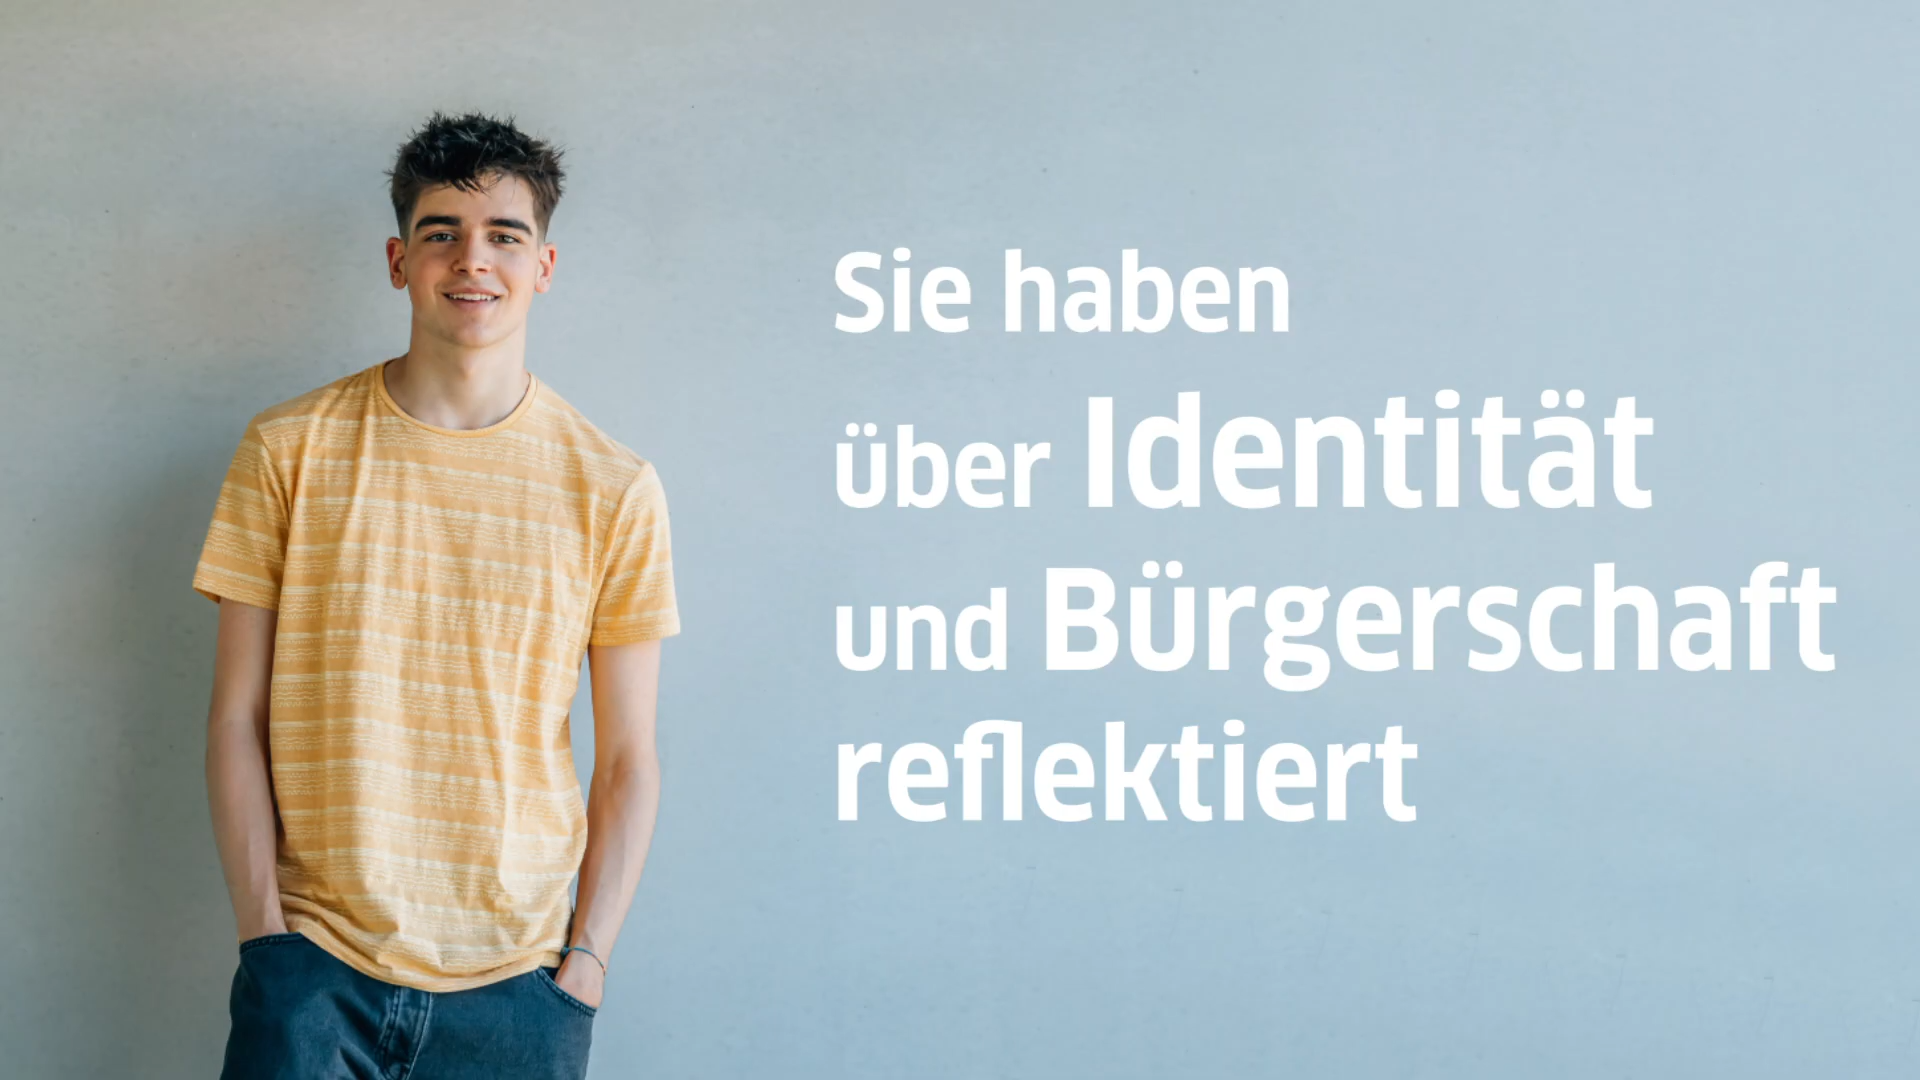 Sie haben
über Identität
und Bürgerschaft
reflektiert